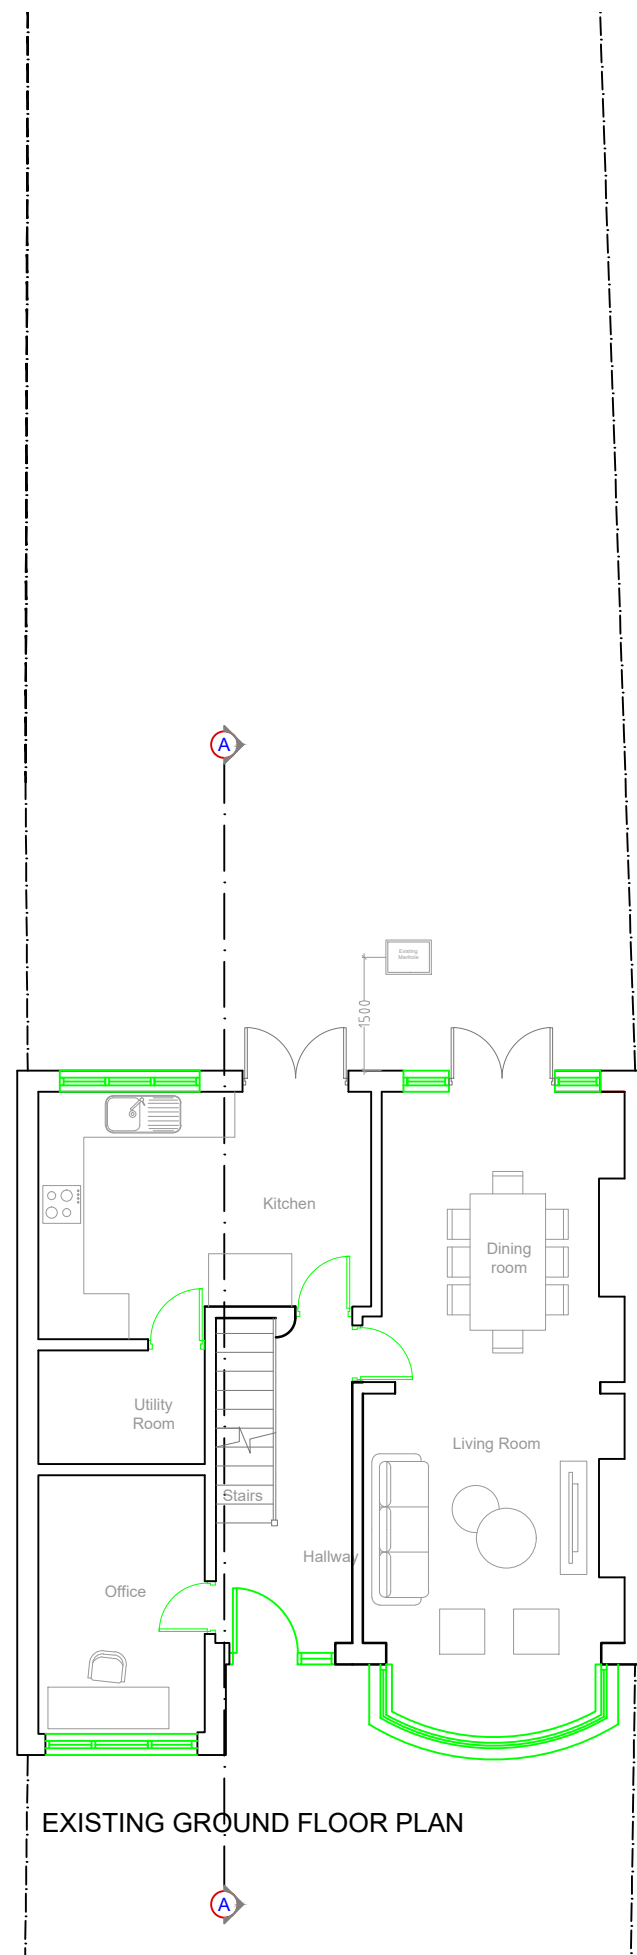 A
Existing
Manhole
1500
Kitchen
Dining
room
Utility
Room
Living Room
Stairs
Hallway
Office
EXISTING GROUND FLOOR PLAN
A